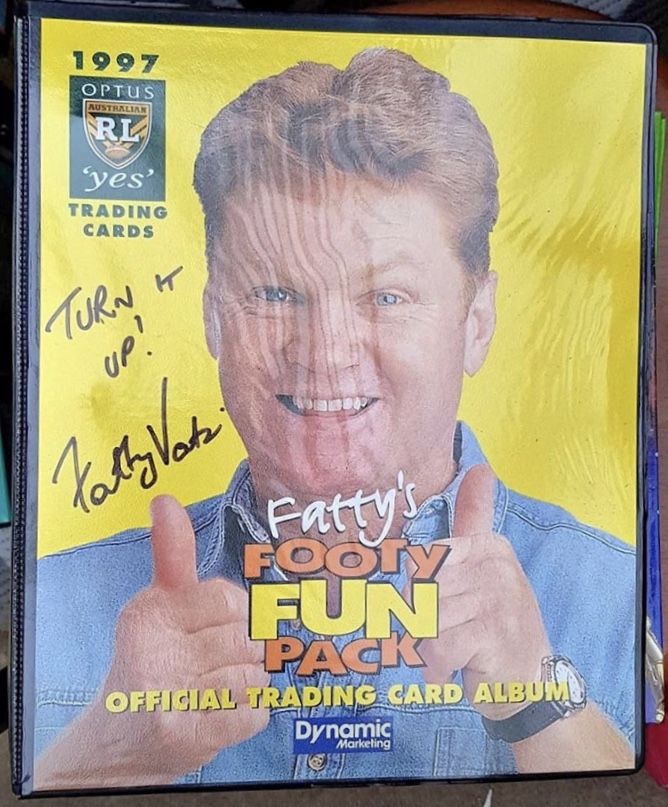 1997
OPTUS
AUSTRALIAN
RL
'yes'
TRADING
CARDS
TURN IT
UP!
Fatty Vatz.
Fatty's
FOOTY
FUN
PACK
OFFICIAL TRADING CARD ALBUM
Dynamic
Marketing